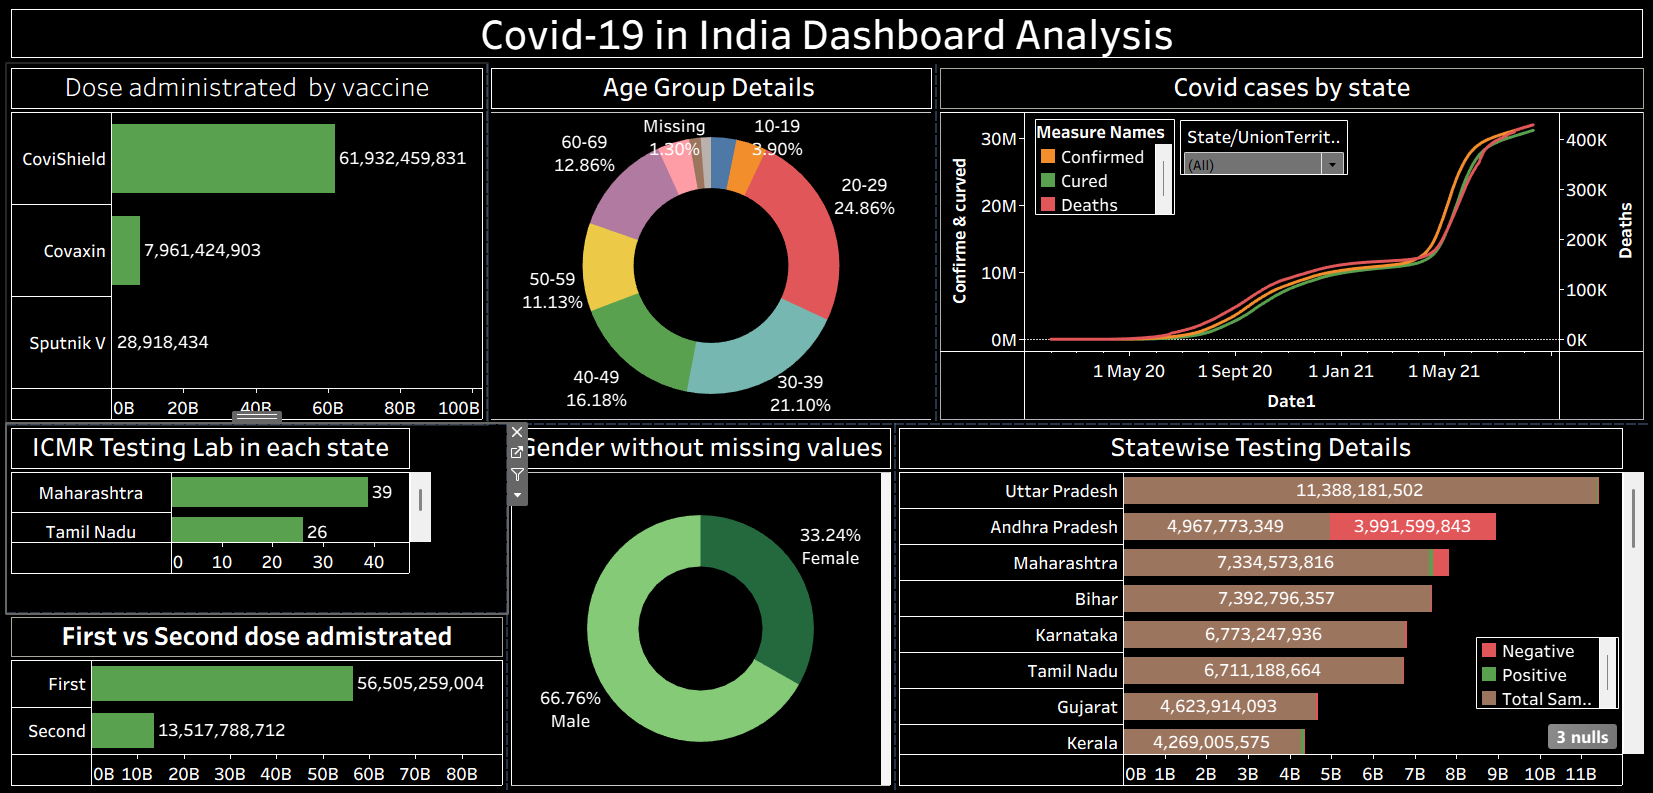 Covid-19 in India Dashboard Analysis
Dose administrated  by vaccine
CoviShield
61,932,459,831
Covaxin
7,961,424,903
Sputnik V
28,918,434
0B
20B
40B
60B
80B
100B
Age Group Details
Missing
1.30%
10-19
3.90%
20-29
24.86%
30-39
21.10%
40-49
16.18%
50-59
11.13%
60-69
12.86%
Covid cases by state
Measure Names
Confirmed
Cured
Deaths
State/UnionTerrit..
(All)
Confirme & curved
30M
20M
10M
0M
400K
300K
200K
100K
0K
Deaths
1 May 20
1 Sept 20
1 Jan 21
1 May 21
Date1
ICMR Testing Lab in each state
Maharashtra
39
Tamil Nadu
26
0
10
20
30
40
First vs Second dose admistrated
First
56,505,259,004
Second
13,517,788,712
0B
10B
20B
30B
40B
50B
60B
70B
80B
Gender without missing values
33.24%
Female
66.76%
Male
Statewise Testing Details
Uttar Pradesh
11,388,181,502
Andhra Pradesh
4,967,773,349
3,991,599,843
Maharashtra
7,334,573,816
Bihar
7,392,796,357
Karnataka
6,773,247,936
Tamil Nadu
6,711,188,664
Gujarat
4,623,914,093
Kerala
4,269,005,575
Negative
Positive
Total Sam..
3 nulls
0B
1B
2B
3B
4B
5B
6B
7B
8B
9B
10B
11B